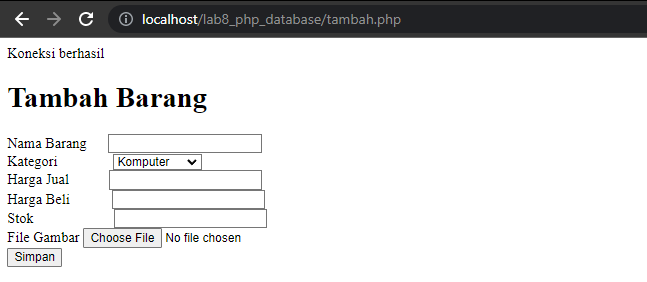 localhost/lab8_php_database/tambah.php
Koneksi berhasil
Tambah Barang
Nama Barang
Kategori Komputer
Harga Jual
Harga Beli
Stok
File Gambar Choose File No file chosen
Simpan